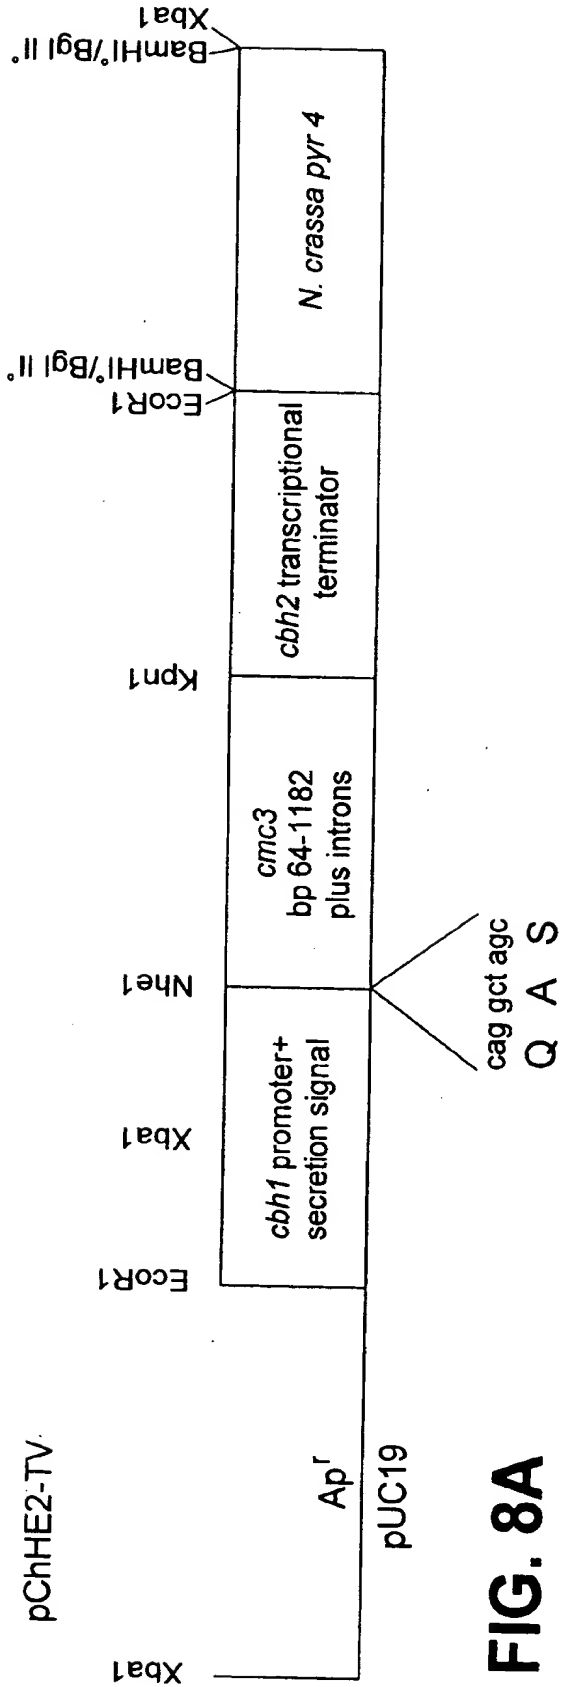 pChHE2-TV
Xba1
EcoR1
Xba1
Nhe1
Kpn1
EcoR1
BamHI°/Bgl II°
BamHI°/Bgl II°
Xba1
Ap^r
pUC19
cbh1 promoter+
secretion signal
cmc3
bp 64-1182
plus introns
cbh2 transcriptional
terminator
N. crassa pyr 4
cag gct agc
Q A S
FIG. 8A